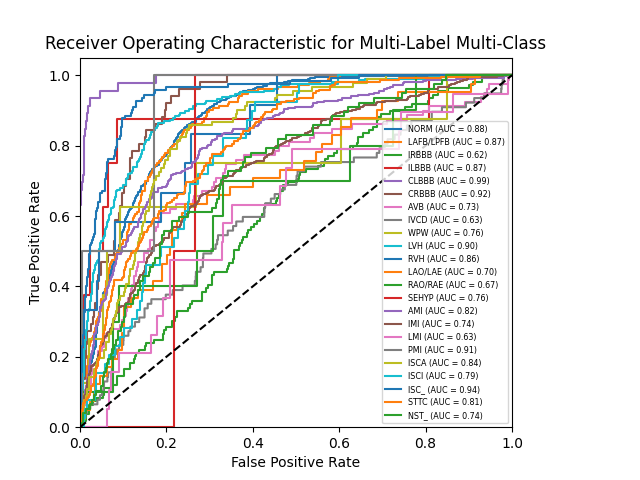 Receiver Operating Characteristic for Multi-Label Multi-Class
1.0
0.8
0.6
0.4
0.2
0.0
True Positive Rate
NORM (AUC = 0.88)
LAFB/LPFB (AUC = 0.87)
IRBBB (AUC = 0.62)
ILBBB (AUC = 0.87)
CLBBB (AUC = 0.99)
CRBBB (AUC = 0.92)
AVB (AUC = 0.73)
IVCD (AUC = 0.63)
WPW (AUC = 0.76)
LVH (AUC = 0.90)
RVH (AUC = 0.86)
LAO/LAE (AUC = 0.70)
RAO/RAE (AUC = 0.67)
SEHYP (AUC = 0.76)
AMI (AUC = 0.82)
IMI (AUC = 0.74)
LMI (AUC = 0.63)
PMI (AUC = 0.91)
ISCA (AUC = 0.84)
ISCI (AUC = 0.79)
ISC_ (AUC = 0.94)
STTC (AUC = 0.81)
NST_ (AUC = 0.74)
0.0 0.2 0.4 0.6 0.8 1.0
False Positive Rate